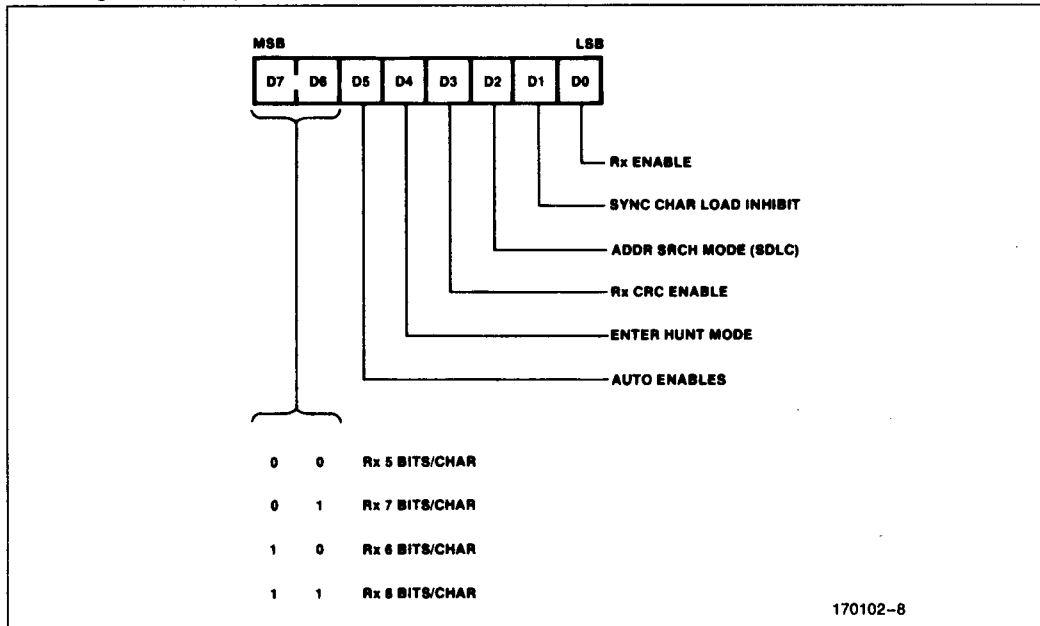 MSB LSB
D7 D6 D5 D4 D3 D2 D1 D0
Rx ENABLE
SYNC CHAR LOAD INHIBIT
ADDR SRCH MODE (SDLC)
Rx CRC ENABLE
ENTER HUNT MODE
AUTO ENABLES
0 0 Rx 5 BITS/CHAR
0 1 Rx 7 BITS/CHAR
1 0 Rx 6 BITS/CHAR
1 1 Rx 8 BITS/CHAR
170102-8